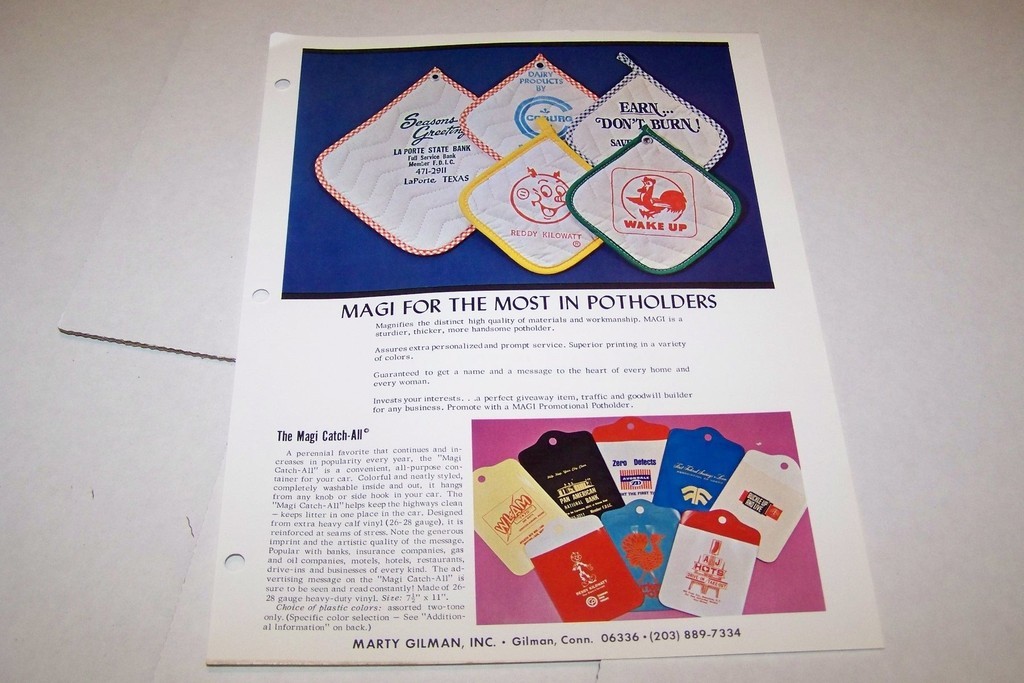 Seasons
Greeting
LA PORTE STATE BANK
Full Service Bank
Member F.D.I.C.
471-2911
LaPorte, TEXAS
DAIRY
PRODUCTS
BY
COBURG
EARN...
DON'T BURN!
REDDY KILOWATT
®
WAKE UP
MAGI FOR THE MOST IN POTHOLDERS
Magnifies the distinct high quality of materials and workmanship. MAGI is a
sturdier, thicker, more handsome potholder.
Assures extra personalized and prompt service. Superior printing in a variety
of colors.
Guaranteed to get a name and a message to the heart of every home and
every woman.
Invests your interests. . .a perfect giveaway item, traffic and goodwill builder
for any business. Promote with a MAGI Promotional Potholder.
The Magi Catch-All©
A perennial favorite that continues and in-
creases in popularity every year, the "Magi
Catch-All" is a convenient, all-purpose con-
tainer for your car. Colorful and neatly styled,
completely washable inside and out, it hangs
from any knob or side hook in your car. The
"Magi Catch-All" helps keep the highways clean
- keeps litter in one place in the car. Designed
from extra heavy calf vinyl (26-28 gauge), it is
reinforced at seams of stress. Note the generous
imprint and the artistic quality of the message.
Popular with banks, insurance companies, gas
and oil companies, motels, hotels, restaurants,
drive-ins and businesses of every kind. The ad-
vertising message on the "Magi Catch-All" is
sure to be seen and read constantly! Made of 26-
28 gauge heavy-duty vinyl. Size: 7½" x 11".
Choice of plastic colors: assorted two-tone
only. (Specific color selection — See "Addition-
al Information" on back.)
WLAM
PAN AMERICAN
NATIONAL BANK
Zero Defects
AVONDALE
ZD
BUCKLE UP
AND LIVE
REDDY KILOWATT
HOTS
MARTY GILMAN, INC. • Gilman, Conn. 06336 • (203) 889-7334